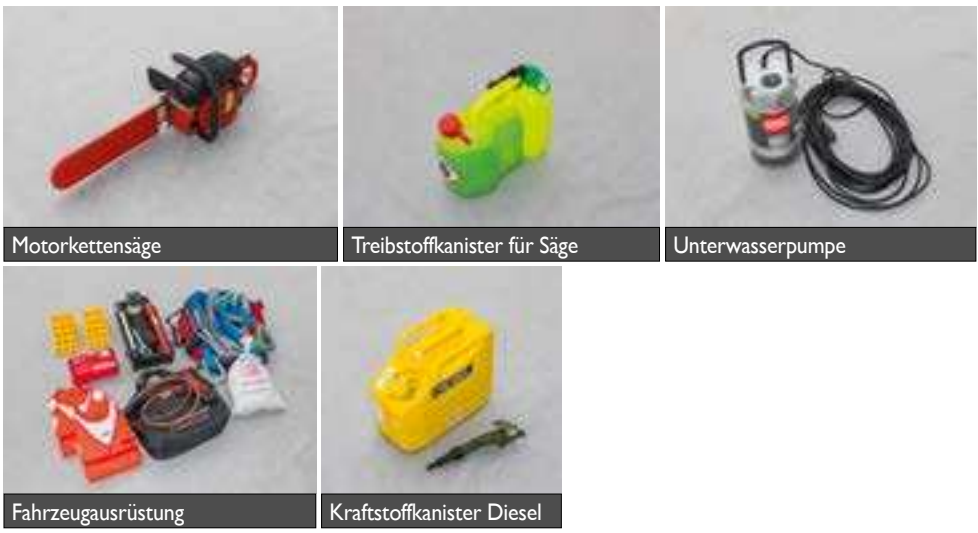 Motorkettensäge
Treibstoffkanister für Säge
Unterwasserpumpe
Fahrzeugausrüstung
Kraftstoffkanister Diesel